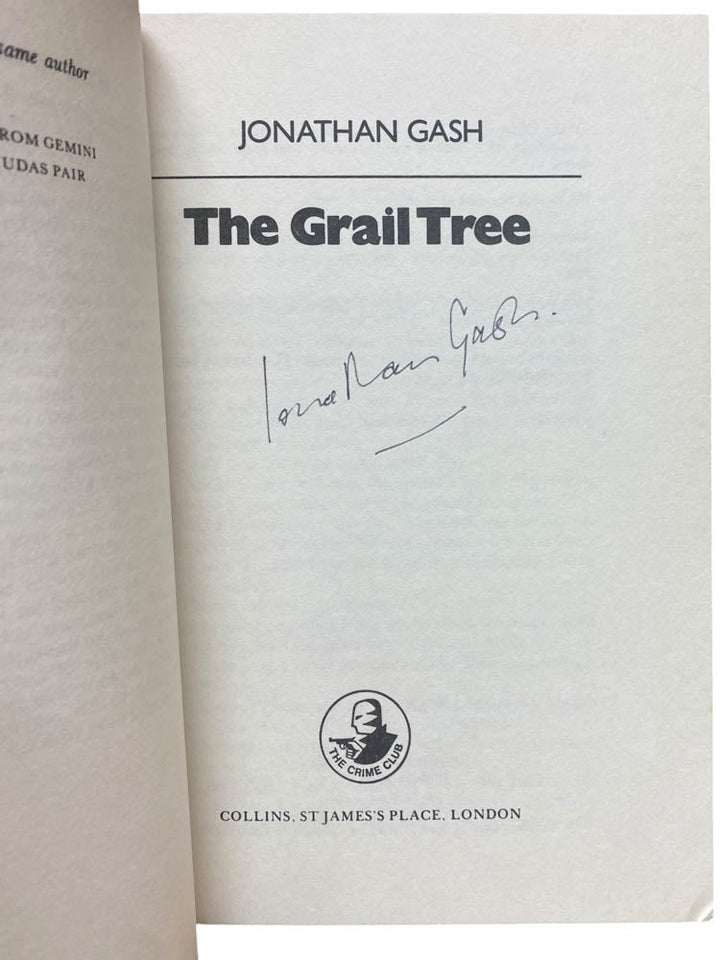 same author
ROM GEMINI
UDAS PAIR
JONATHAN GASH
The Grail Tree
Jonathan Gash.
THE CRIME CLUB
COLLINS, ST JAMES'S PLACE, LONDON